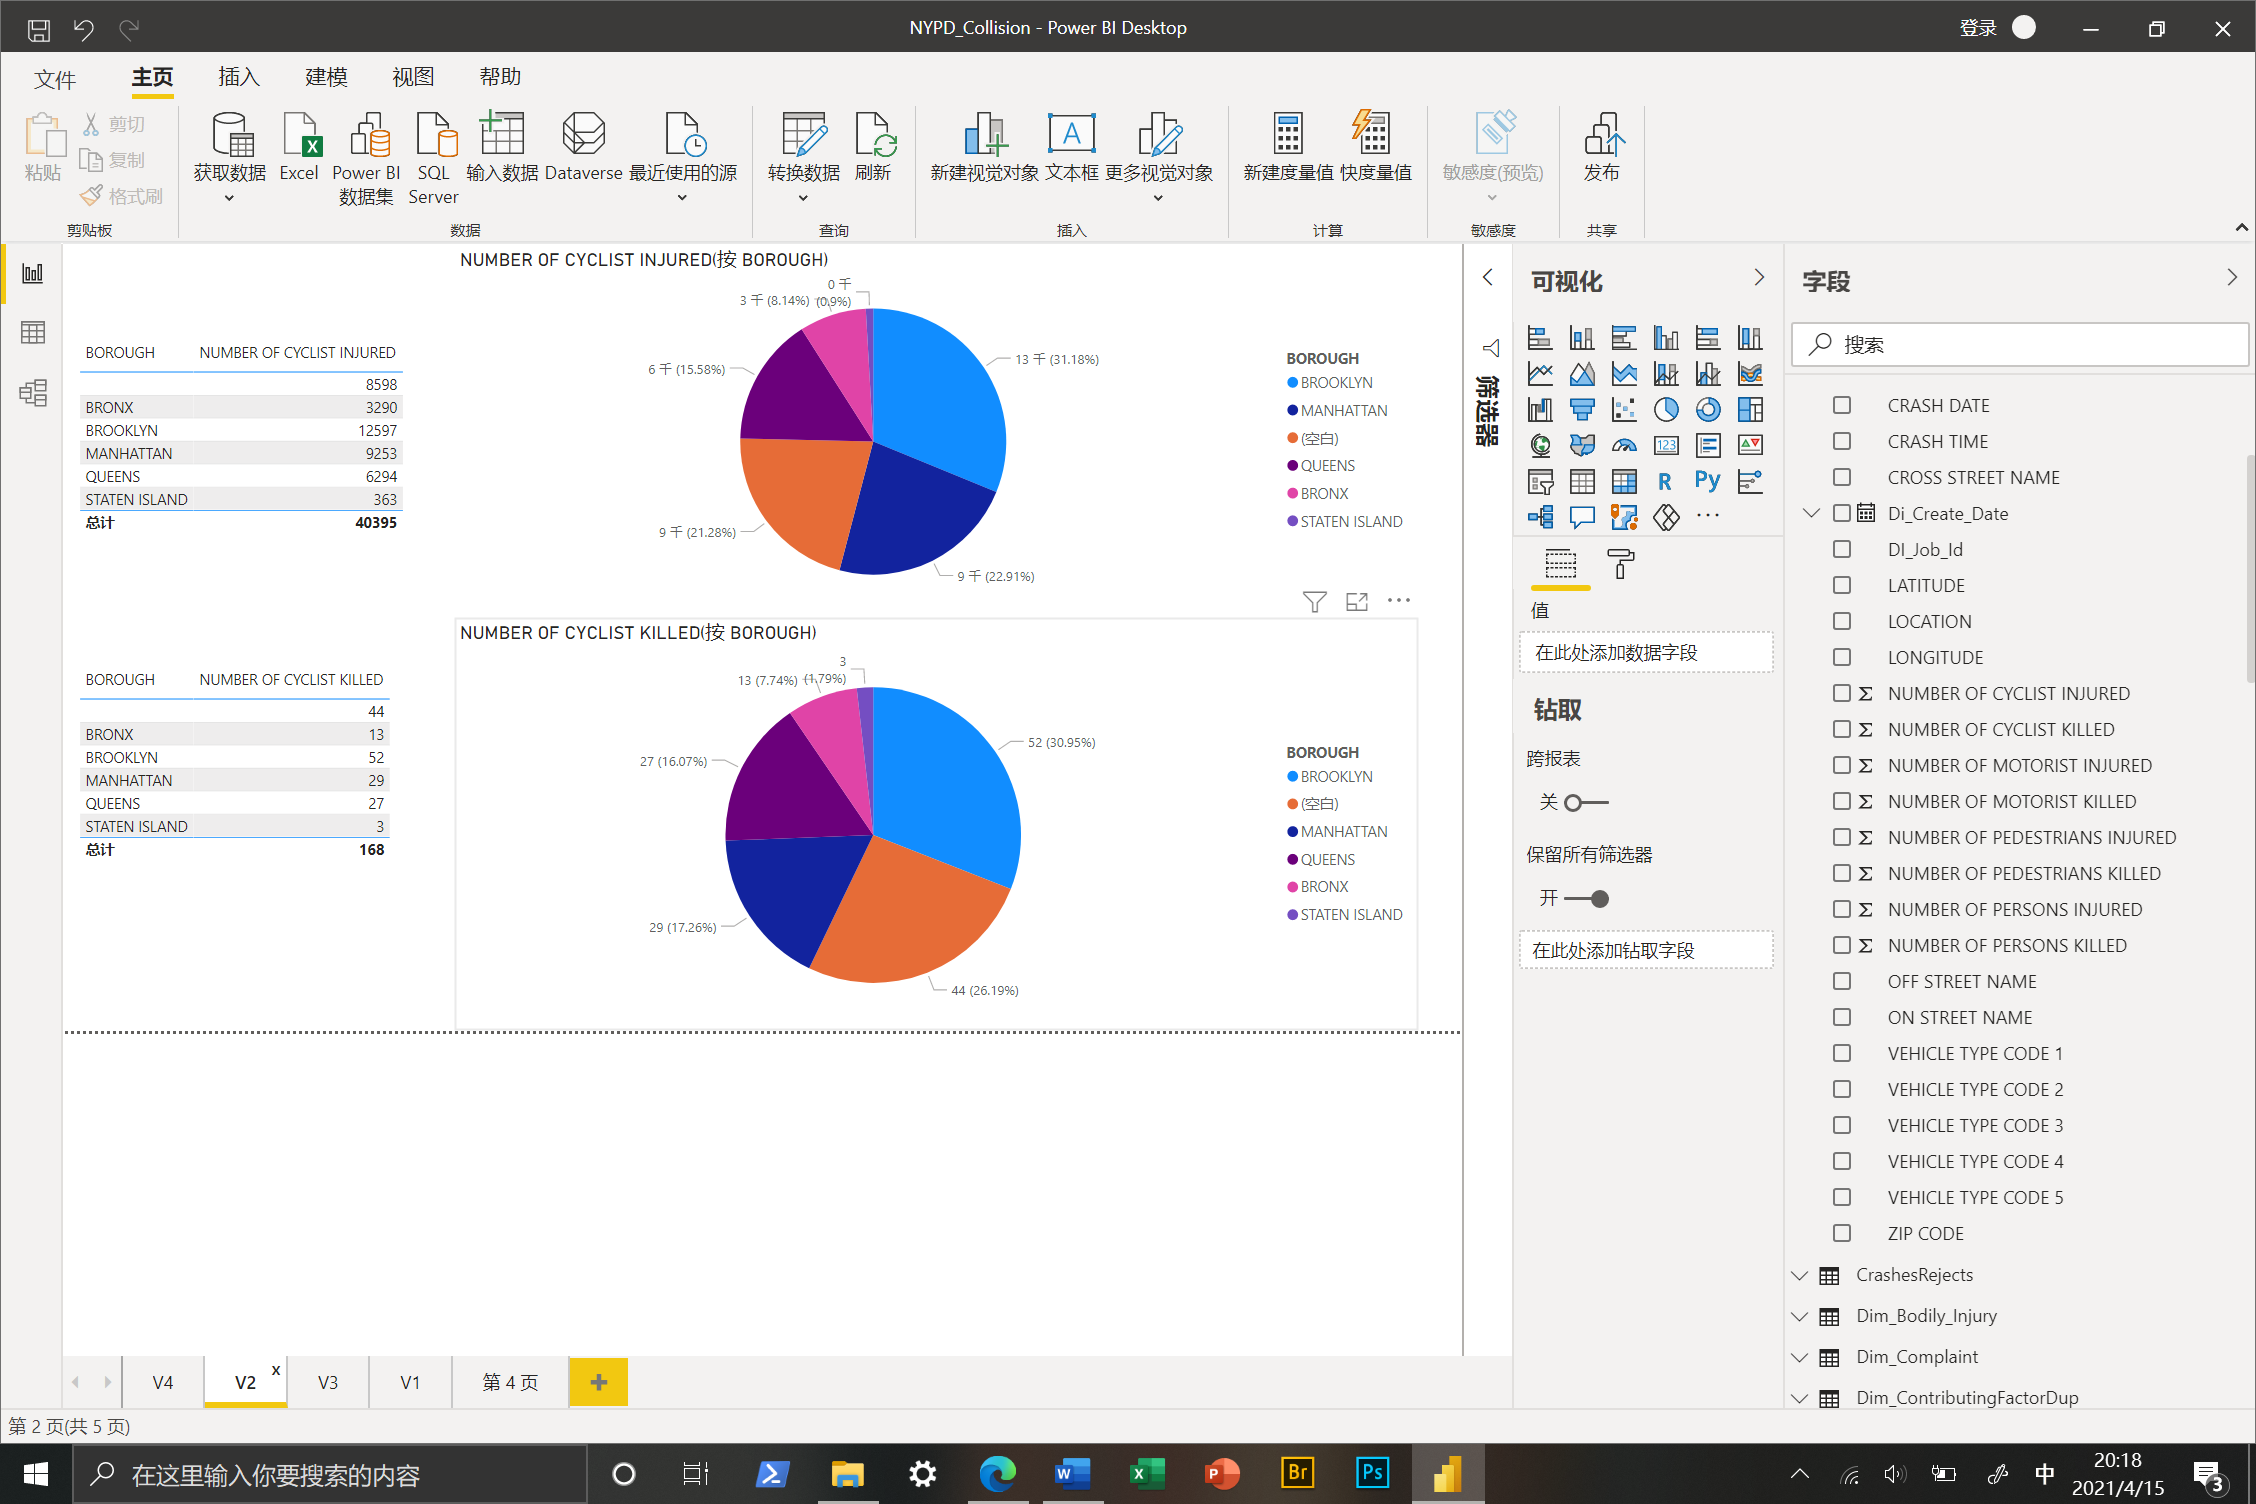 NYPD_Collision - Power BI Desktop
登录
文件
主页
插入
建模
视图
帮助
粘贴
剪切
复制
格式刷
剪贴板
获取数据
Excel
Power BI
数据集
SQL
Server
输入数据
Dataverse
最近使用的源
数据
转换数据
刷新
查询
新建视觉对象
文本框
更多视觉对象
插入
新建度量值
快度量值
计算
敏感度(预览)
敏感度
发布
共享
BOROUGH NUMBER OF CYCLIST INJURED
8598
BRONX 3290
BROOKLYN 12597
MANHATTAN 9253
QUEENS 6294
STATEN ISLAND 363
总计 40395
NUMBER OF CYCLIST INJURED(按 BOROUGH)
0 千
(0.9%)
3 千 (8.14%)
6 千 (15.58%)
13 千 (31.18%)
9 千 (21.28%)
9 千 (22.91%)
BOROUGH
BROOKLYN
MANHATTAN
(空白)
QUEENS
BRONX
STATEN ISLAND
BOROUGH NUMBER OF CYCLIST KILLED
44
BRONX 13
BROOKLYN 52
MANHATTAN 29
QUEENS 27
STATEN ISLAND 3
总计 168
NUMBER OF CYCLIST KILLED(按 BOROUGH)
3
(1.79%)
13 (7.74%)
27 (16.07%)
52 (30.95%)
29 (17.26%)
44 (26.19%)
BOROUGH
BROOKLYN
(空白)
MANHATTAN
QUEENS
BRONX
STATEN ISLAND
筛选器
可视化
123
R
Py
值
在此处添加数据字段
钻取
跨报表
关
保留所有筛选器
开
在此处添加钻取字段
字段
搜索
CRASH DATE
CRASH TIME
CROSS STREET NAME
Di_Create_Date
DI_Job_Id
LATITUDE
LOCATION
LONGITUDE
Σ NUMBER OF CYCLIST INJURED
Σ NUMBER OF CYCLIST KILLED
Σ NUMBER OF MOTORIST INJURED
Σ NUMBER OF MOTORIST KILLED
Σ NUMBER OF PEDESTRIANS INJURED
Σ NUMBER OF PEDESTRIANS KILLED
Σ NUMBER OF PERSONS INJURED
Σ NUMBER OF PERSONS KILLED
OFF STREET NAME
ON STREET NAME
VEHICLE TYPE CODE 1
VEHICLE TYPE CODE 2
VEHICLE TYPE CODE 3
VEHICLE TYPE CODE 4
VEHICLE TYPE CODE 5
ZIP CODE
CrashesRejects
Dim_Bodily_Injury
Dim_Complaint
Dim_ContributingFactorDup
V4
V2
x
V3
V1
第 4 页
第 2 页(共 5 页)
在这里输入你要搜索的内容
W
X
P
Br
Ps
中
20:18
2021/4/15
3